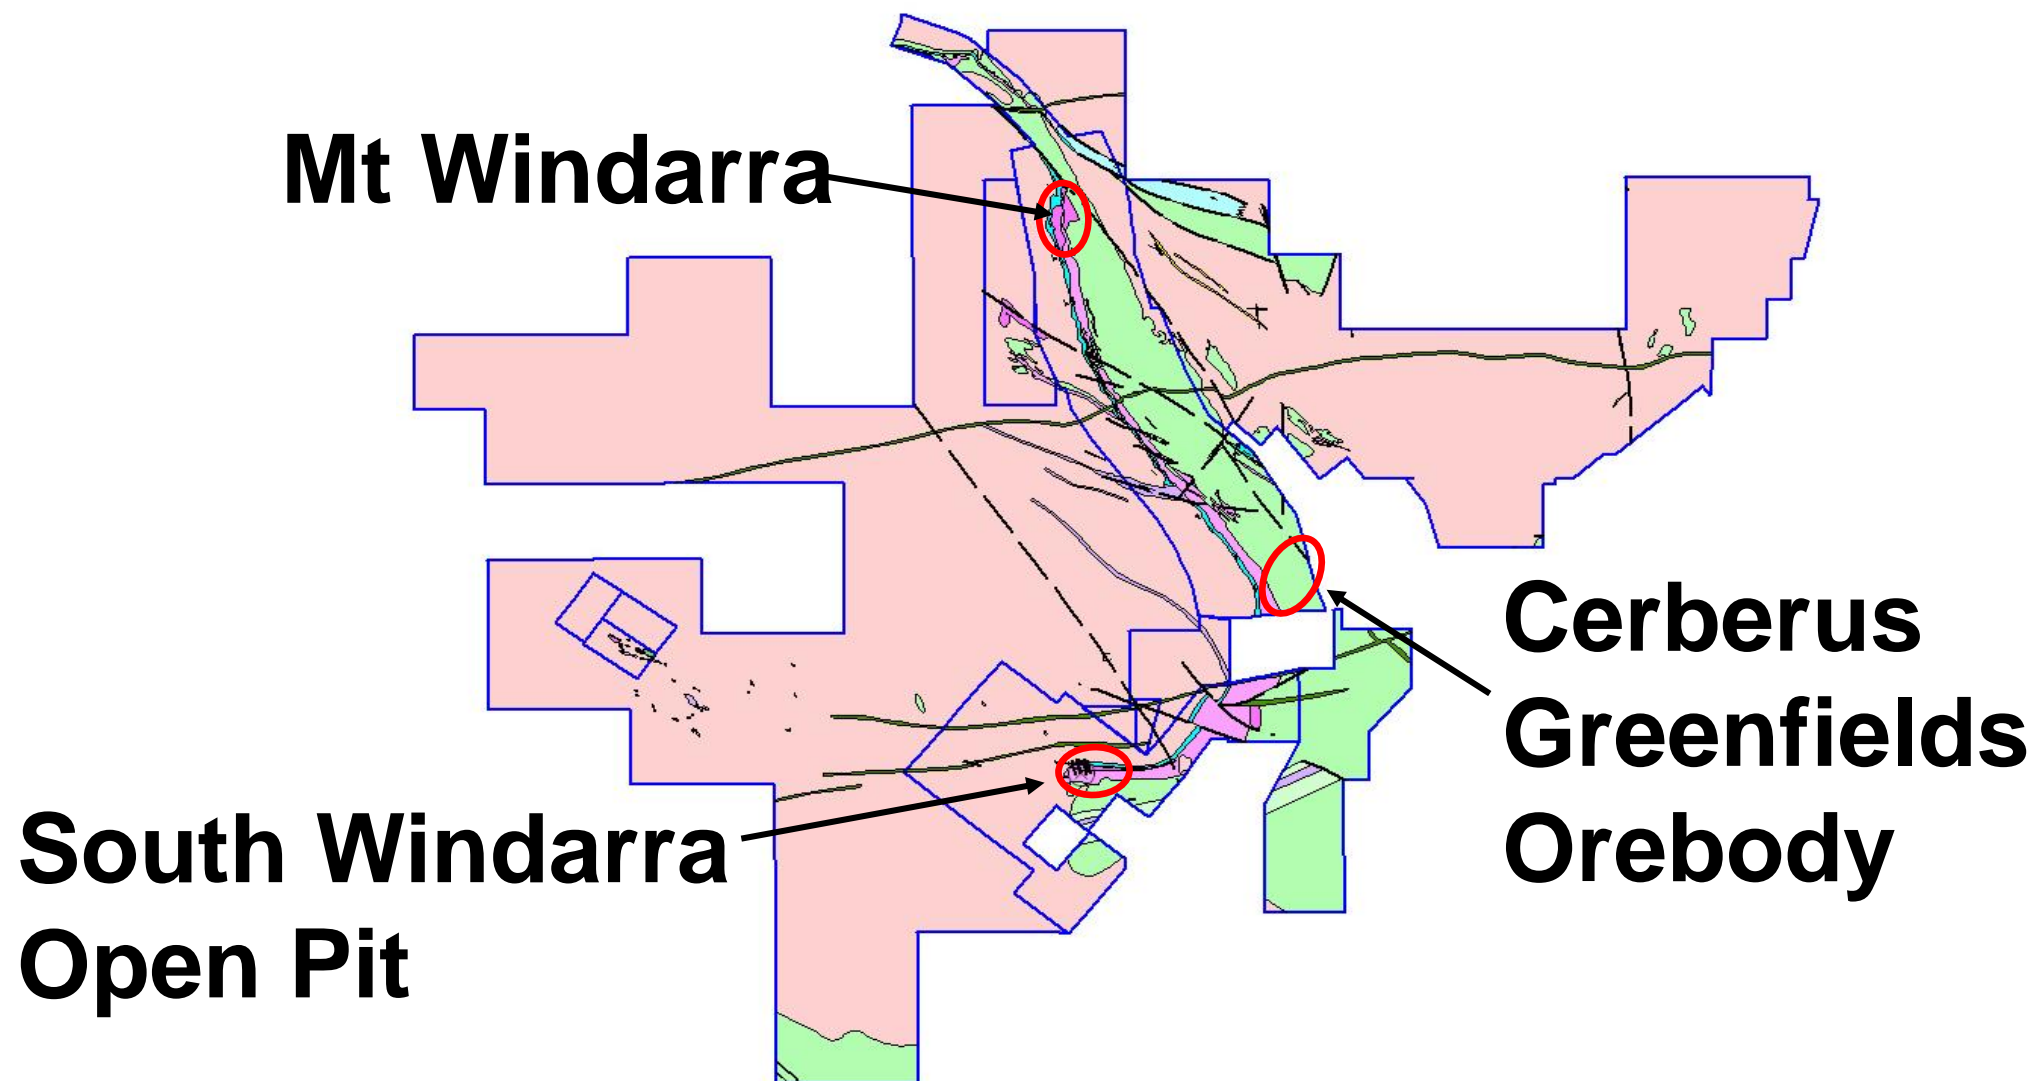 Mt Windarra
Cerberus
Greenfields
Orebody
South Windarra
Open Pit